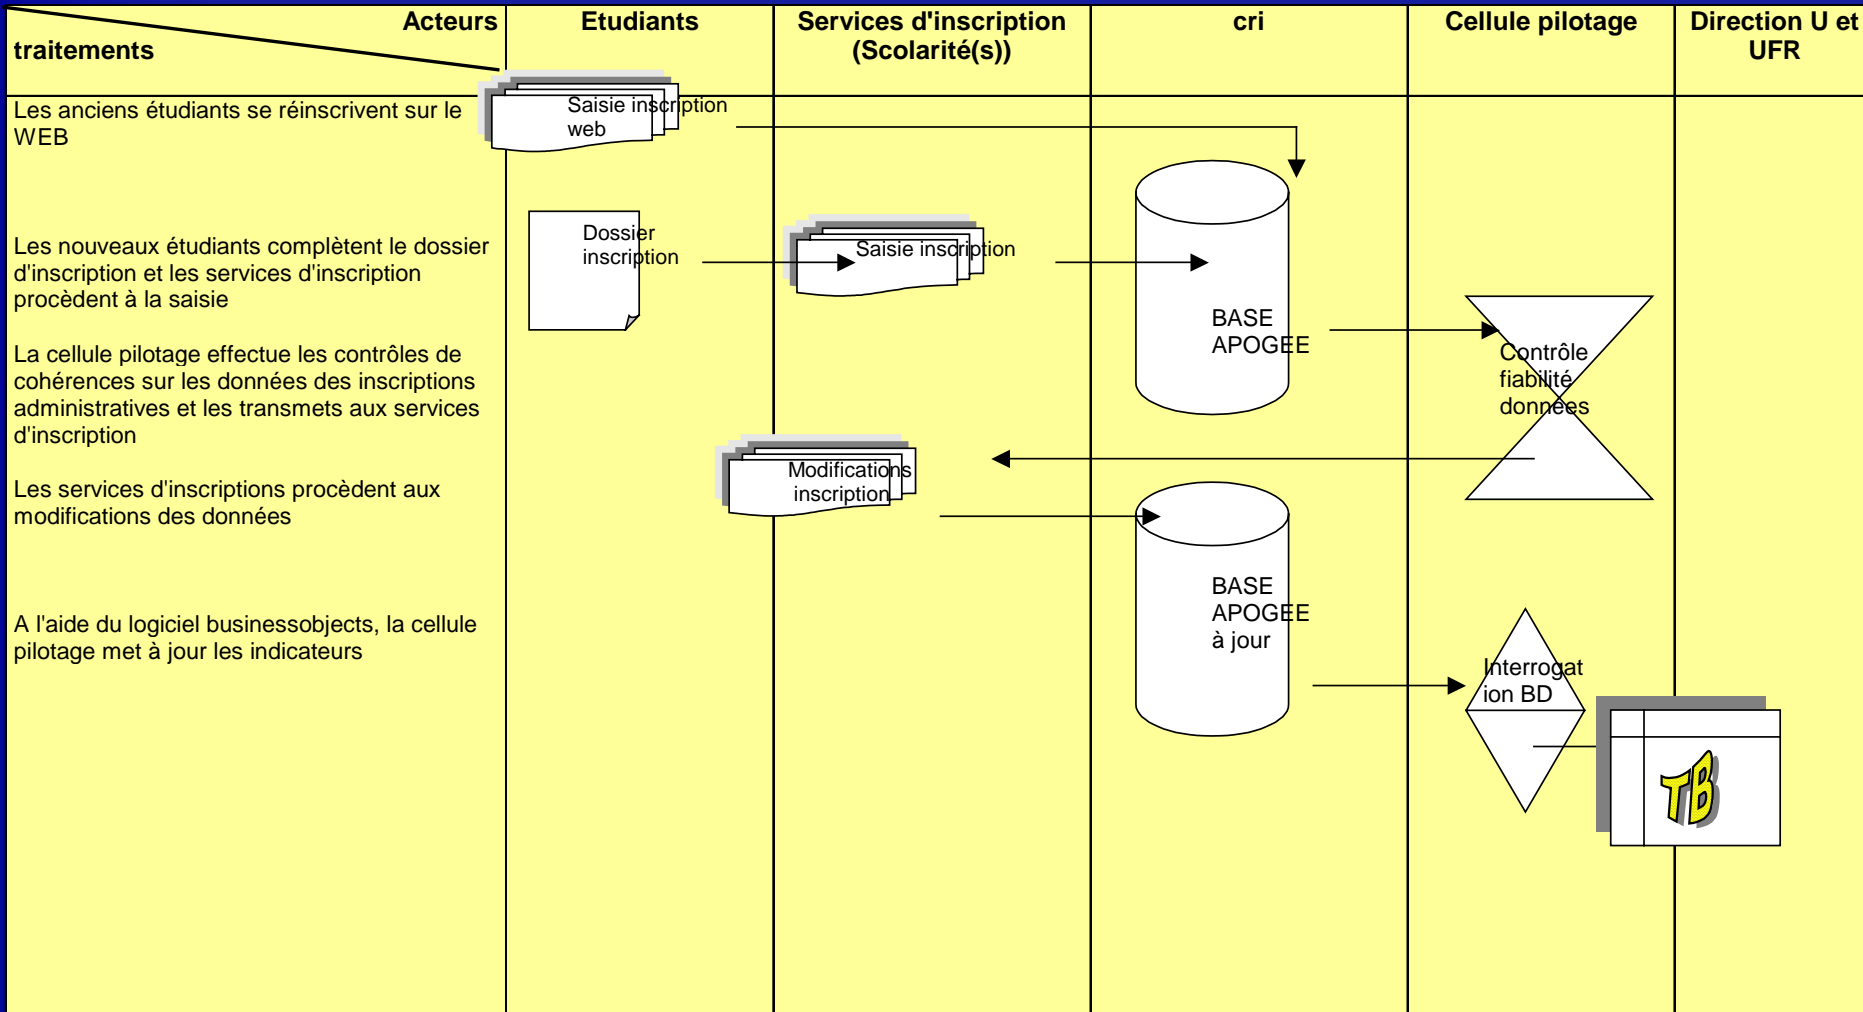 Acteurs
traitements
Etudiants
Services d'inscription
(Scolarité(s))
cri
Cellule pilotage
Direction U et
UFR
Les anciens étudiants se réinscrivent sur le
WEB
Saisie inscription
web
Les nouveaux étudiants complètent le dossier
d'inscription et les services d'inscription
procèdent à la saisie
Dossier
inscription
Saisie inscription
BASE
APOGEE
Contrôle
fiabilité
données
La cellule pilotage effectue les contrôles de
cohérences sur les données des inscriptions
administratives et les transmets aux services
d'inscription
Modifications
inscription
Les services d'inscriptions procèdent aux
modifications des données
BASE
APOGEE
à jour
A l'aide du logiciel businessobjects, la cellule
pilotage met à jour les indicateurs
Interrogat
ion BD
TB